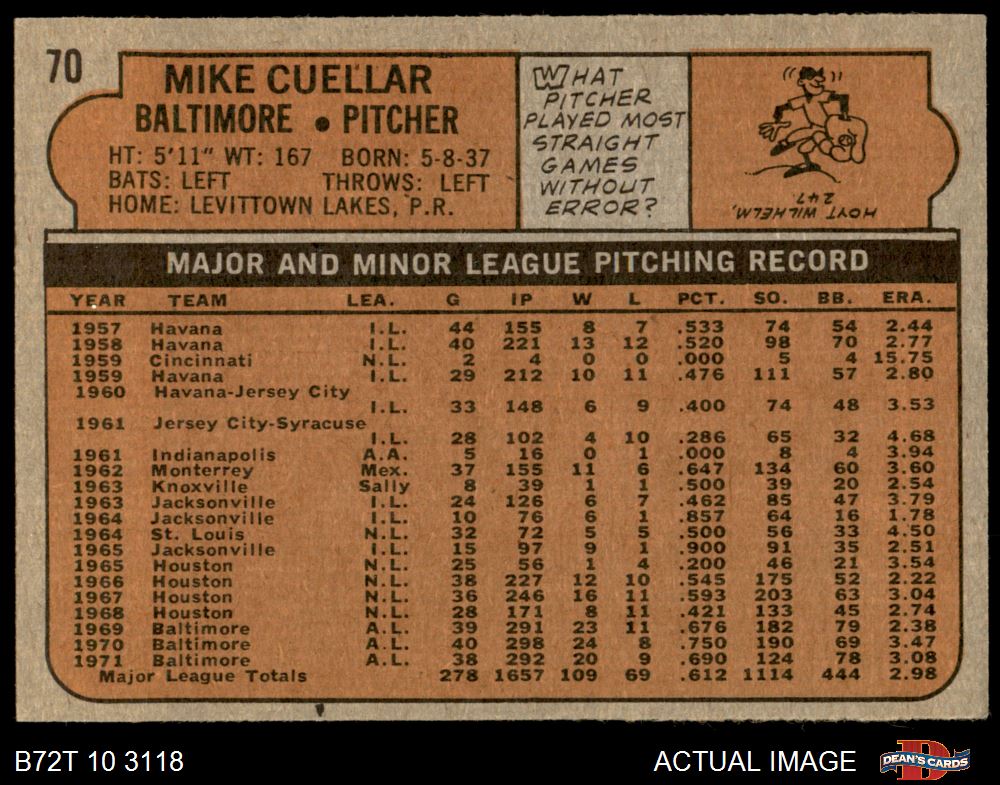 70
MIKE CUELLAR
BALTIMORE • PITCHER
HT: 5'11" WT: 167 BORN: 5-8-37
BATS: LEFT THROWS: LEFT
HOME: LEVITTOWN LAKES, P.R.
WHAT
PITCHER
PLAYED MOST
STRAIGHT
GAMES
WITHOUT
ERROR?
HOYT WILHELM,
247
MAJOR AND MINOR LEAGUE PITCHING RECORD
YEAR TEAM LEA. G IP W L PCT. SO. BB. ERA.
1957 Havana I.L. 44 155 8 7 .533 74 54 2.44
1958 Havana I.L. 40 221 13 12 .520 98 70 2.77
1959 Cincinnati N.L. 2 4 0 0 .000 5 4 15.75
1959 Havana I.L. 29 212 10 11 .476 111 57 2.80
1960 Havana-Jersey City
I.L. 33 148 6 9 .400 74 48 3.53
1961 Jersey City-Syracuse
I.L. 28 102 4 10 .286 65 32 4.68
1961 Indianapolis A.A. 5 16 0 1 .000 8 4 3.94
1962 Monterrey Mex. 37 155 11 6 .647 134 60 3.60
1963 Knoxville Sally 8 39 1 1 .500 39 20 2.54
1963 Jacksonville I.L. 24 126 6 7 .462 85 47 3.79
1964 Jacksonville I.L. 10 76 6 1 .857 64 16 1.78
1964 St. Louis N.L. 32 72 5 5 .500 56 33 4.50
1965 Jacksonville I.L. 15 97 9 1 .900 91 35 2.51
1965 Houston N.L. 25 56 1 4 .200 46 21 3.54
1966 Houston N.L. 38 227 12 10 .545 175 52 2.22
1967 Houston N.L. 36 246 16 11 .593 203 63 3.04
1968 Houston N.L. 28 171 8 11 .421 133 45 2.74
1969 Baltimore A.L. 39 291 23 11 .676 182 79 2.38
1970 Baltimore A.L. 40 298 24 8 .750 190 69 3.47
1971 Baltimore A.L. 38 292 20 9 .690 124 78 3.08
Major League Totals 278 1657 109 69 .612 1114 444 2.98
B72T 10 3118 ACTUAL IMAGE DEAN'S CARDS